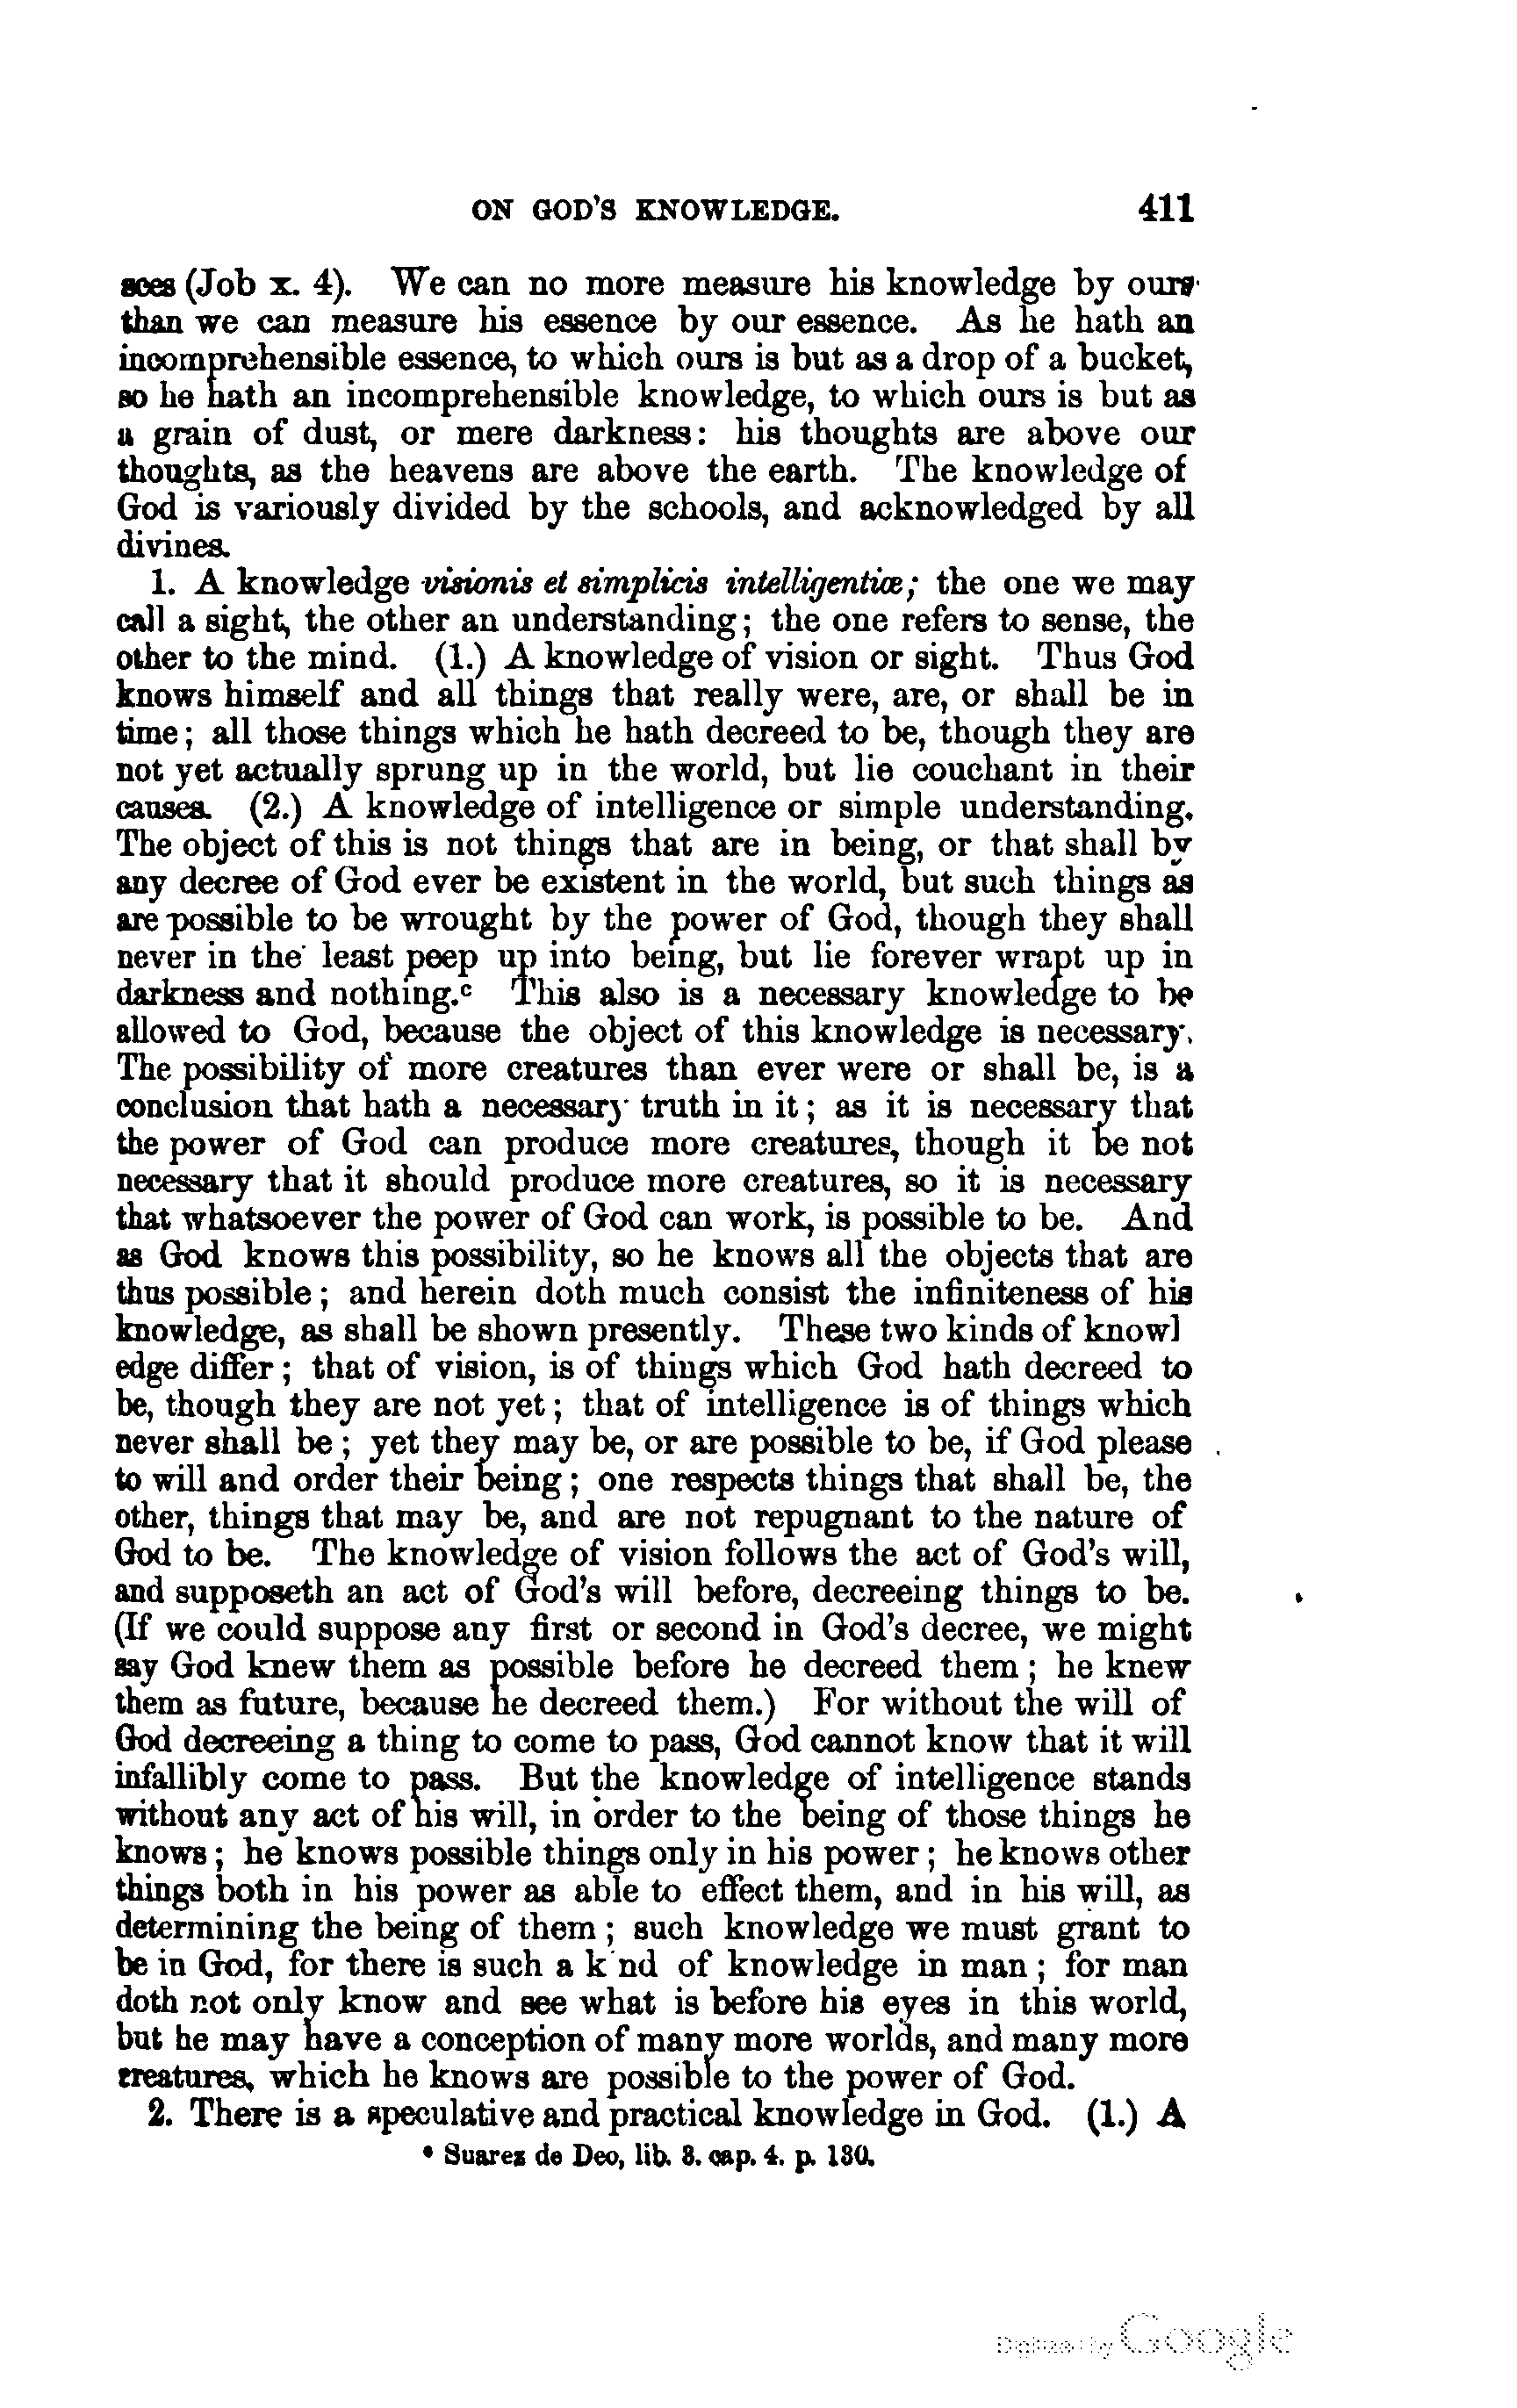 ON GOD'S KNOWLEDGE. 411
sces (Job x. 4). We can no more measure his knowledge by ours
than we can measure his essence by our essence. As he hath an
incomprehensible essence, to which ours is but as a drop of a bucket,
so he hath an incomprehensible knowledge, to which ours is but as
a grain of dust, or mere darkness: his thoughts are above our
thoughts, as the heavens are above the earth. The knowledge of
God is variously divided by the schools, and acknowledged by all
divines.
1. A knowledge visionis et simplicis intelligentiæ; the one we may
call a sight, the other an understanding; the one refers to sense, the
other to the mind. (1.) A knowledge of vision or sight. Thus God
knows himself and all things that really were, are, or shall be in
time; all those things which he hath decreed to be, though they are
not yet actually sprung up in the world, but lie couchant in their
causes. (2.) A knowledge of intelligence or simple understanding.
The object of this is not things that are in being, or that shall by
any decree of God ever be existent in the world, but such things as
are possible to be wrought by the power of God, though they shall
never in the least peep up into being, but lie forever wrapt up in
darkness and nothing.c This also is a necessary knowledge to be
allowed to God, because the object of this knowledge is necessary.
The possibility of more creatures than ever were or shall be, is a
conclusion that hath a necessary truth in it; as it is necessary that
the power of God can produce more creatures, though it be not
necessary that it should produce more creatures, so it is necessary
that whatsoever the power of God can work, is possible to be. And
as God knows this possibility, so he knows all the objects that are
thus possible; and herein doth much consist the infiniteness of his
knowledge, as shall be shown presently. These two kinds of knowl
edge differ; that of vision, is of things which God hath decreed to
be, though they are not yet; that of intelligence is of things which
never shall be; yet they may be, or are possible to be, if God please
to will and order their being; one respects things that shall be, the
other, things that may be, and are not repugnant to the nature of
God to be. The knowledge of vision follows the act of God's will,
and supposeth an act of God's will before, decreeing things to be.
(If we could suppose any first or second in God's decree, we might
say God knew them as possible before he decreed them; he knew
them as future, because he decreed them.) For without the will of
God decreeing a thing to come to pass, God cannot know that it will
infallibly come to pass. But the knowledge of intelligence stands
without any act of his will, in order to the being of those things he
knows; he knows possible things only in his power; he knows other
things both in his power as able to effect them, and in his will, as
determining the being of them; such knowledge we must grant to
be in God, for there is such a k nd of knowledge in man; for man
doth not only know and see what is before his eyes in this world,
but he may have a conception of many more worlds, and many more
creatures, which he knows are possible to the power of God.
2. There is a speculative and practical knowledge in God. (1.) A
• Suarez de Deo, lib. 3. cap. 4. p. 130.
Digitized by Google